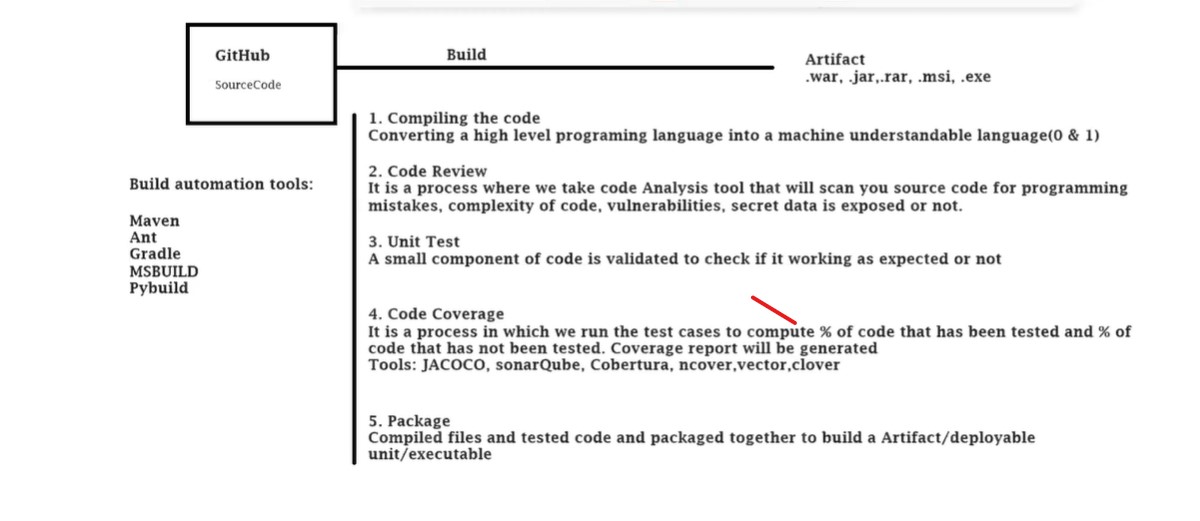 GitHub
SourceCode
Build
Artifact
.war, .jar,.rar, .msi, .exe
Build automation tools:
Maven
Ant
Gradle
MSBUILD
Pybuild
1. Compiling the code
Converting a high level programing language into a machine understandable language(0 & 1)
2. Code Review
It is a process where we take code Analysis tool that will scan you source code for programming
mistakes, complexity of code, vulnerabilities, secret data is exposed or not.
3. Unit Test
A small component of code is validated to check if it working as expected or not
4. Code Coverage
It is a process in which we run the test cases to compute % of code that has been tested and % of
code that has not been tested. Coverage report will be generated
Tools: JACOCO, sonarQube, Cobertura, ncover,vector,clover
5. Package
Compiled files and tested code and packaged together to build a Artifact/deployable
unit/executable